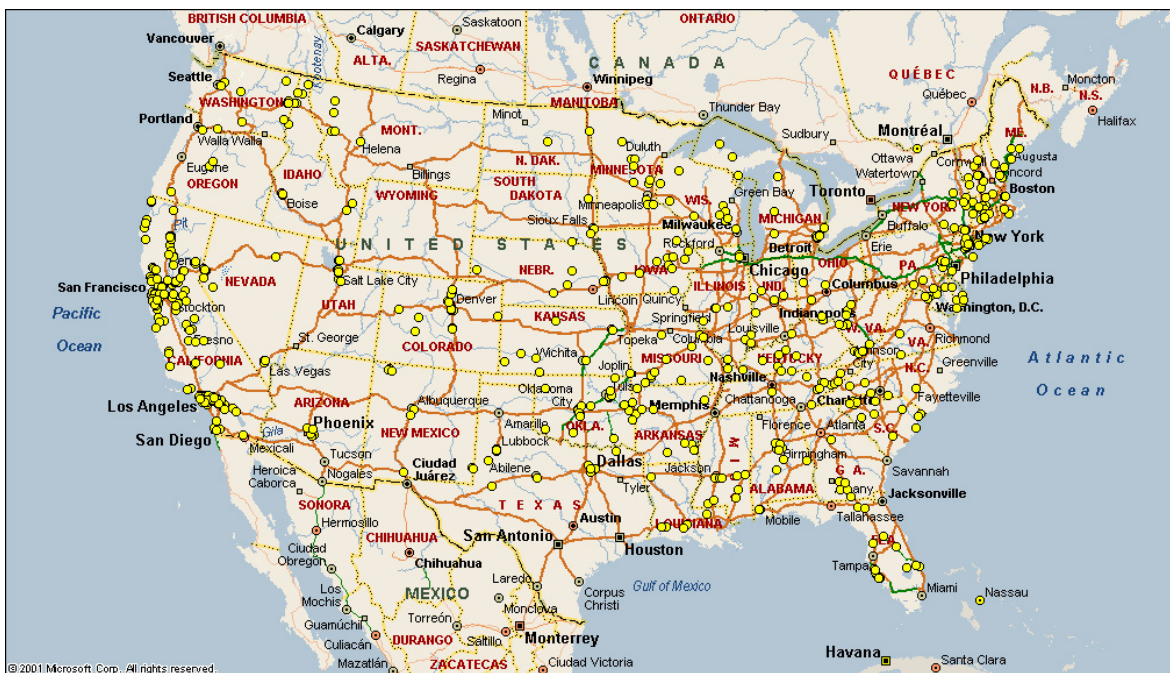 BRITISH COLUMBIA
Saskatoon
ONTARIO
Vancouver
Calgary
SASKATCHEWAN
CANADA
QUÉBEC
ALTA.
Regina
Winnipeg
N.B.
Moncton
Seattle
Kootenay
MANITOBA
Thunder Bay
Québec
N.S.
WASHINGTON
Minot
Sudbury
Montréal
Halifax
Portland
MONT.
Duluth
ME.
Walla Walla
Helena
N. DAK.
MINNESOTA
Ottawa
Augusta
Eugene
Billings
SOUTH
DAKOTA
Watertown
Boston
OREGON
IDAHO
WYOMING
Minneapolis
WIS.
Green Bay
Toronto
NEW YOR.
Boise
Sioux Falls
Milwaukee
MICHIGAN
Buffalo
UNITED STATES
Rockford
Detroit
Erie
New York
NEBR.
IOWA
Chicago
OHIO
PA.
San Francisco
NEVADA
Salt Lake City
Lincoln
Quincy
ILLINOIS
IND.
Columbus
Philadelphia
Stockton
UTAH
Denver
KANSAS
Springfield
Indianapolis
Washington, D.C.
Pacific
Ocean
St. George
COLORADO
Topeka
Columbia
Louisville
W. VA.
VA.
Richmond
CALIFORNIA
Las Vegas
Wichita
Joplin
MISSOURI
KENTUCKY
Johnson
City
Greenville
Atlantic
Ocean
Oklahoma
City
Nashville
N.C.
Los Angeles
ARIZONA
Albuquerque
Amarillo
Memphis
Chattanooga
Charlotte
Fayetteville
San Diego
Gila
Phoenix
NEW MEXICO
OKLA.
ARKANSAS
Florence
Atlanta
S.C.
Mexicali
Lubbock
Birmingham
Tucson
Ciudad
Juárez
Abilene
Dallas
Jackson
Savannah
Heroica
Caborca
Nogales
Tyler
ALABAMA
GA.
Albany
Jacksonville
SONORA
TEXAS
Mobile
Tallahassee
Hermosillo
Austin
LOUISIANA
CHIHUAHUA
San Antonio
Houston
FLA.
Ciudad
Obregon
Chihuahua
Tampa
Los
Mochis
MEXICO
Laredo
Corpus
Christi
Gulf of Mexico
Miami
Nassau
Guamúchil
Torreón
Monclova
Culiacán
DURANGO
Saltillo
Monterrey
Havana
Mazatlán
ZACATECAS
Ciudad Victoria
Santa Clara
© 2001 Microsoft Corp. All rights reserved.